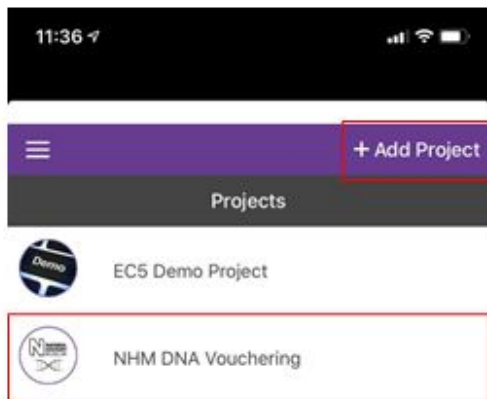 11:36
+ Add Project
Projects
Demo
EC5 Demo Project
NHM DNA Vouchering